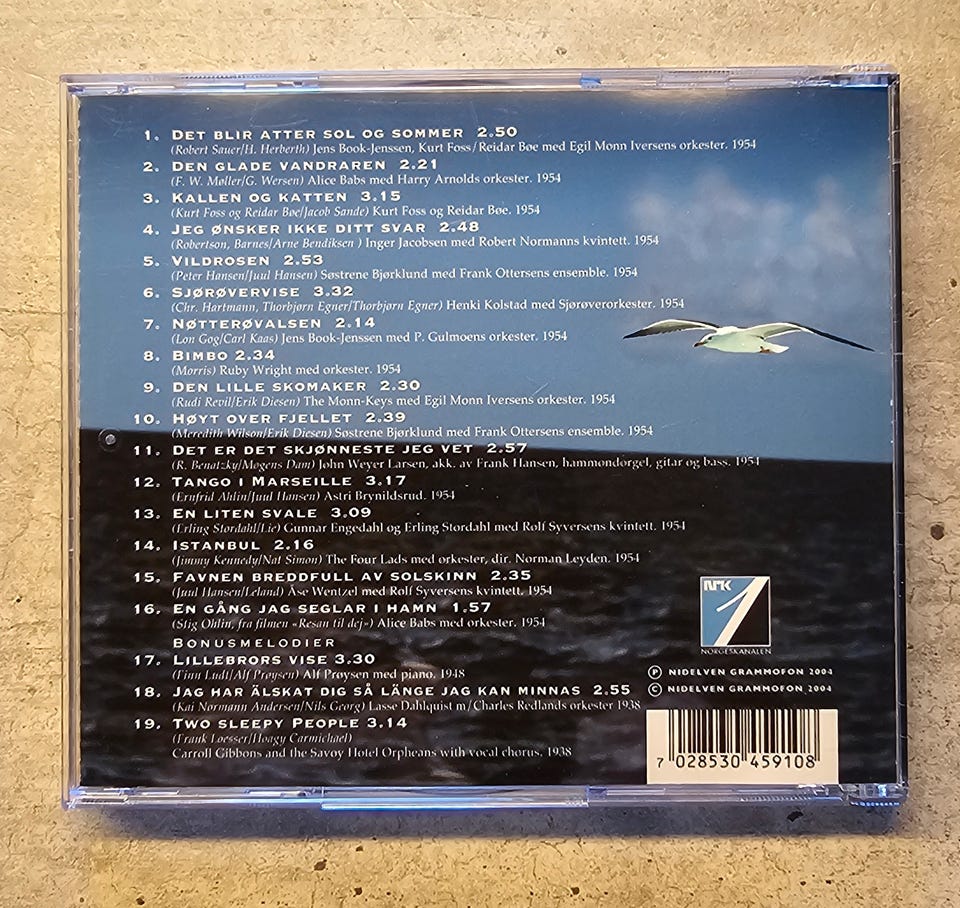 1. DET BLIR ATTER SOL OG SOMMER 2.50
(Robert Sauer/H. Herberth) Jens Book-Jenssen, Kurt Foss/Reidar Bøe med Egil Monn Iversens orkester. 1954
2. DEN GLADE VANDRAREN 2.21
(F. W. Møller/G. Wersen) Alice Babs med Harry Arnolds orkester. 1954
3. KALLEN OG KATTEN 3.15
(Kurt Foss og Reidar Bøe/Jacob Sande) Kurt Foss og Reidar Bøe. 1954
4. JEG ØNSKER IKKE DITT SVAR 2.48
(Robertson, Barnes/Arne Bendiksen ) Inger Jacobsen med Robert Normanns kvintett. 1954
5. VILDROSEN 2.53
(Peter Hansen/Juul Hansen) Søstrene Bjørklund med Frank Ottersens ensemble. 1954
6. SJØRØVERVISE 3.32
(Chr. Hartmann, Thorbjørn Egner/Thorbjørn Egner) Henki Kolstad med Sjørøverorkester. 1954
7. NØTTERØVALSEN 2.14
(Lon Gog/Carl Kaas) Jens Book-Jenssen med P. Gulmoens orkester. 1954
8. BIMBO 2.34
(Morris) Ruby Wright med orkester. 1954
9. DEN LILLE SKOMAKER 2.30
(Rudi Revil/Erik Diesen) The Monn-Keys med Egil Monn Iversens orkester. 1954
10. HØYT OVER FJELLET 2.39
(Meredith Wilson/Erik Diesen) Søstrene Bjørklund med Frank Ottersens ensemble. 1954
11. DET ER DET SKJØNNESTE JEG VET 2.57
(R. Benatzky/Mogens Dam) John Weyer Larsen, akk. av Frank Hansen, hammondorgel, gitar og bass. 1954
12. TANGO I MARSEILLE 3.17
(Ernfrid Ahlin/Juul Hansen) Astri Brynildsrud. 1954
13. EN LITEN SVALE 3.09
(Erling Stordahl/Lie) Gunnar Engedahl og Erling Stordahl med Rolf Syversens kvintett. 1954
14. ISTANBUL 2.16
(Jimmy Kennedy/Nat Simon) The Four Lads med orkester, dir. Norman Leyden. 1954
15. FAVNEN BREDDFULL AV SOLSKINN 2.35
(Juul Hansen/Leland) Åse Wentzel med Rolf Syversens kvintett. 1954
16. EN GÅNG JAG SEGLAR I HAMN 1.57
(Stig Ohlin, fra filmen «Resan til dej») Alice Babs med orkester. 1954
BONUSMELODIER
17. LILLEBRORS VISE 3.30
(Finn Ludt/Alf Prøysen) Alf Prøysen med piano. 1948
18. JAG HAR ÄLSKAT DIG SÅ LÄNGE JAG KAN MINNAS 2.55
(Kai Normann Andersen/Nils Georg) Lasse Dahlquist m/Charles Redlands orkester 1938
19. TWO SLEEPY PEOPLE 3.14
(Frank Loesser/Hoagy Carmichael)
Carroll Gibbons and the Savoy Hotel Orpheans with vocal chorus. 1938
NRK
1
NORGESKANALEN
Ⓟ NIDELVEN GRAMMOFON 2004
© NIDELVEN GRAMMOFON 2004
7 028530 459108